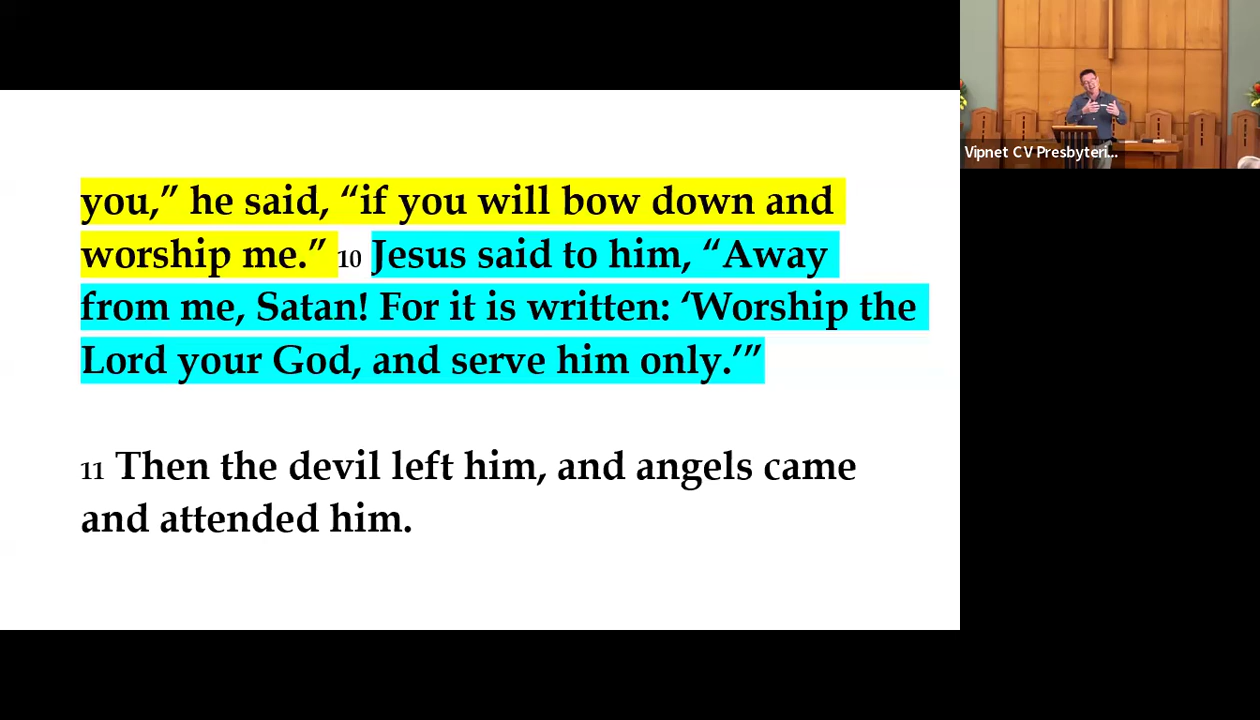 you,” he said, “if you will bow down and
worship me.” 10 Jesus said to him, “Away
from me, Satan! For it is written: ‘Worship the
Lord your God, and serve him only.’”
11 Then the devil left him, and angels came
and attended him.
Vipnet CV Presbyteri...